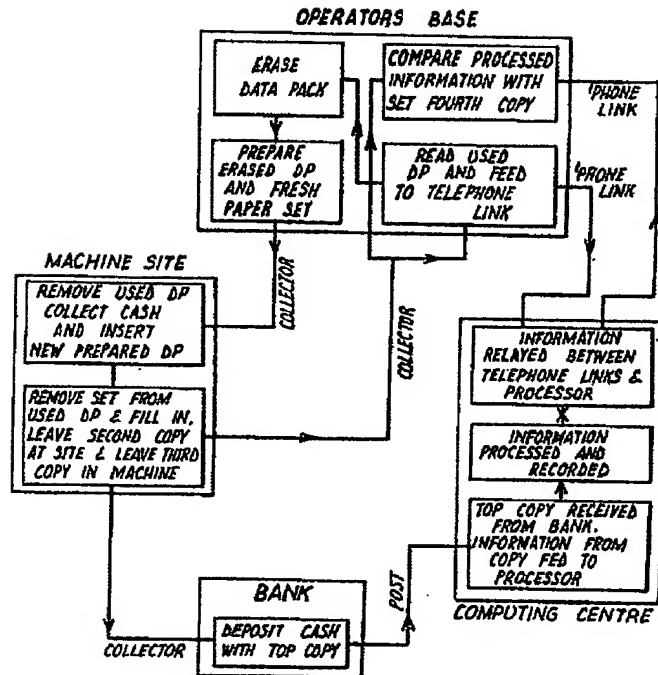 OPERATORS BASE
ERASE
DATA PACK
COMPARE PROCESSED
INFORMATION WITH
SET FOURTH COPY
'PHONE
LINK
PREPARE
ERASED DP
AND FRESH
PAPER SET
READ USED
DP AND FEED
TO TELEPHONE
LINK
'PHONE
LINK
MACHINE SITE
REMOVE USED DP
COLLECT CASH
AND INSERT
NEW PREPARED DP
COLLECTOR
COLLECTOR
REMOVE SET FROM
USED DP & FILL IN.
LEAVE SECOND COPY
AT SITE & LEAVE THIRD
COPY IN MACHINE
INFORMATION
RELAYED BETWEEN
TELEPHONE LINKS &
PROCESSOR
INFORMATION
PROCESSED AND
RECORDED
TOP COPY RECEIVED
FROM BANK.
INFORMATION FROM
COPY FED TO
PROCESSOR
COMPUTING CENTRE
BANK
DEPOSIT CASH
WITH TOP COPY
COLLECTOR
POST